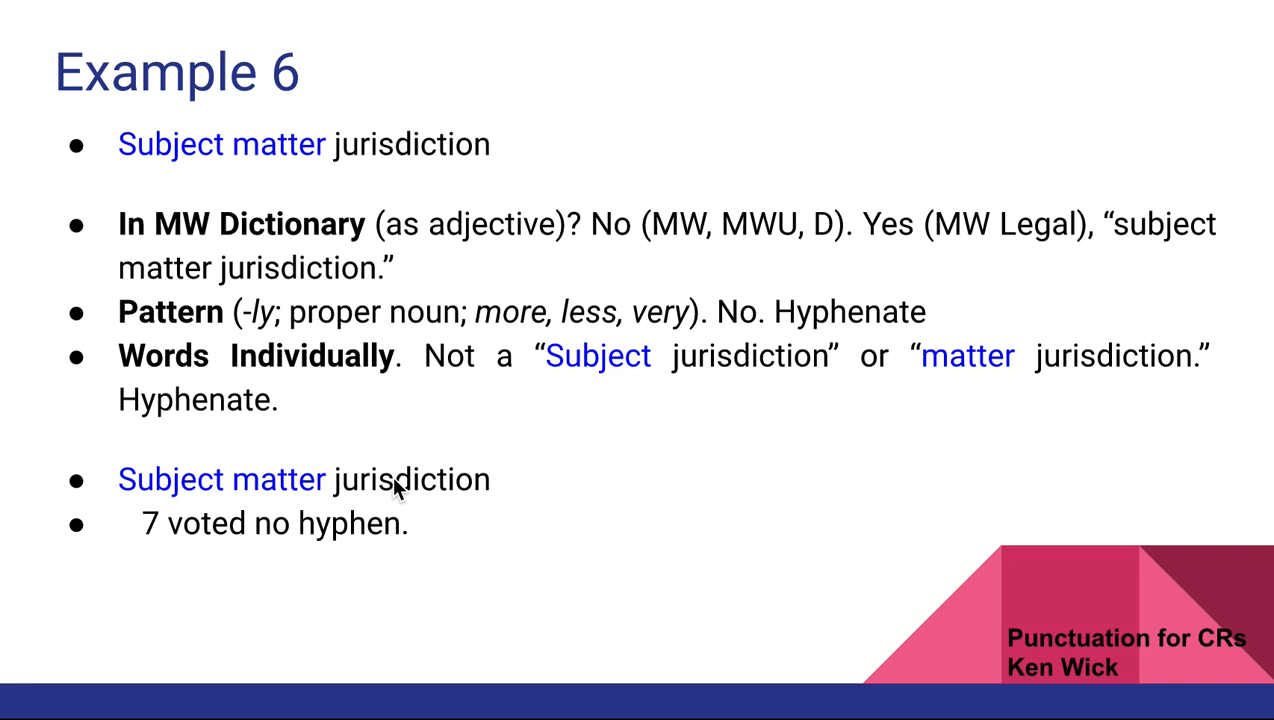 Example 6
● Subject matter jurisdiction
● In MW Dictionary (as adjective)? No (MW, MWU, D). Yes (MW Legal), “subject
matter jurisdiction.”
● Pattern (-ly; proper noun; more, less, very). No. Hyphenate
● Words Individually. Not a “Subject jurisdiction” or “matter jurisdiction.”
Hyphenate.
● Subject matter jurisdiction
● 7 voted no hyphen.
Punctuation for CRs
Ken Wick